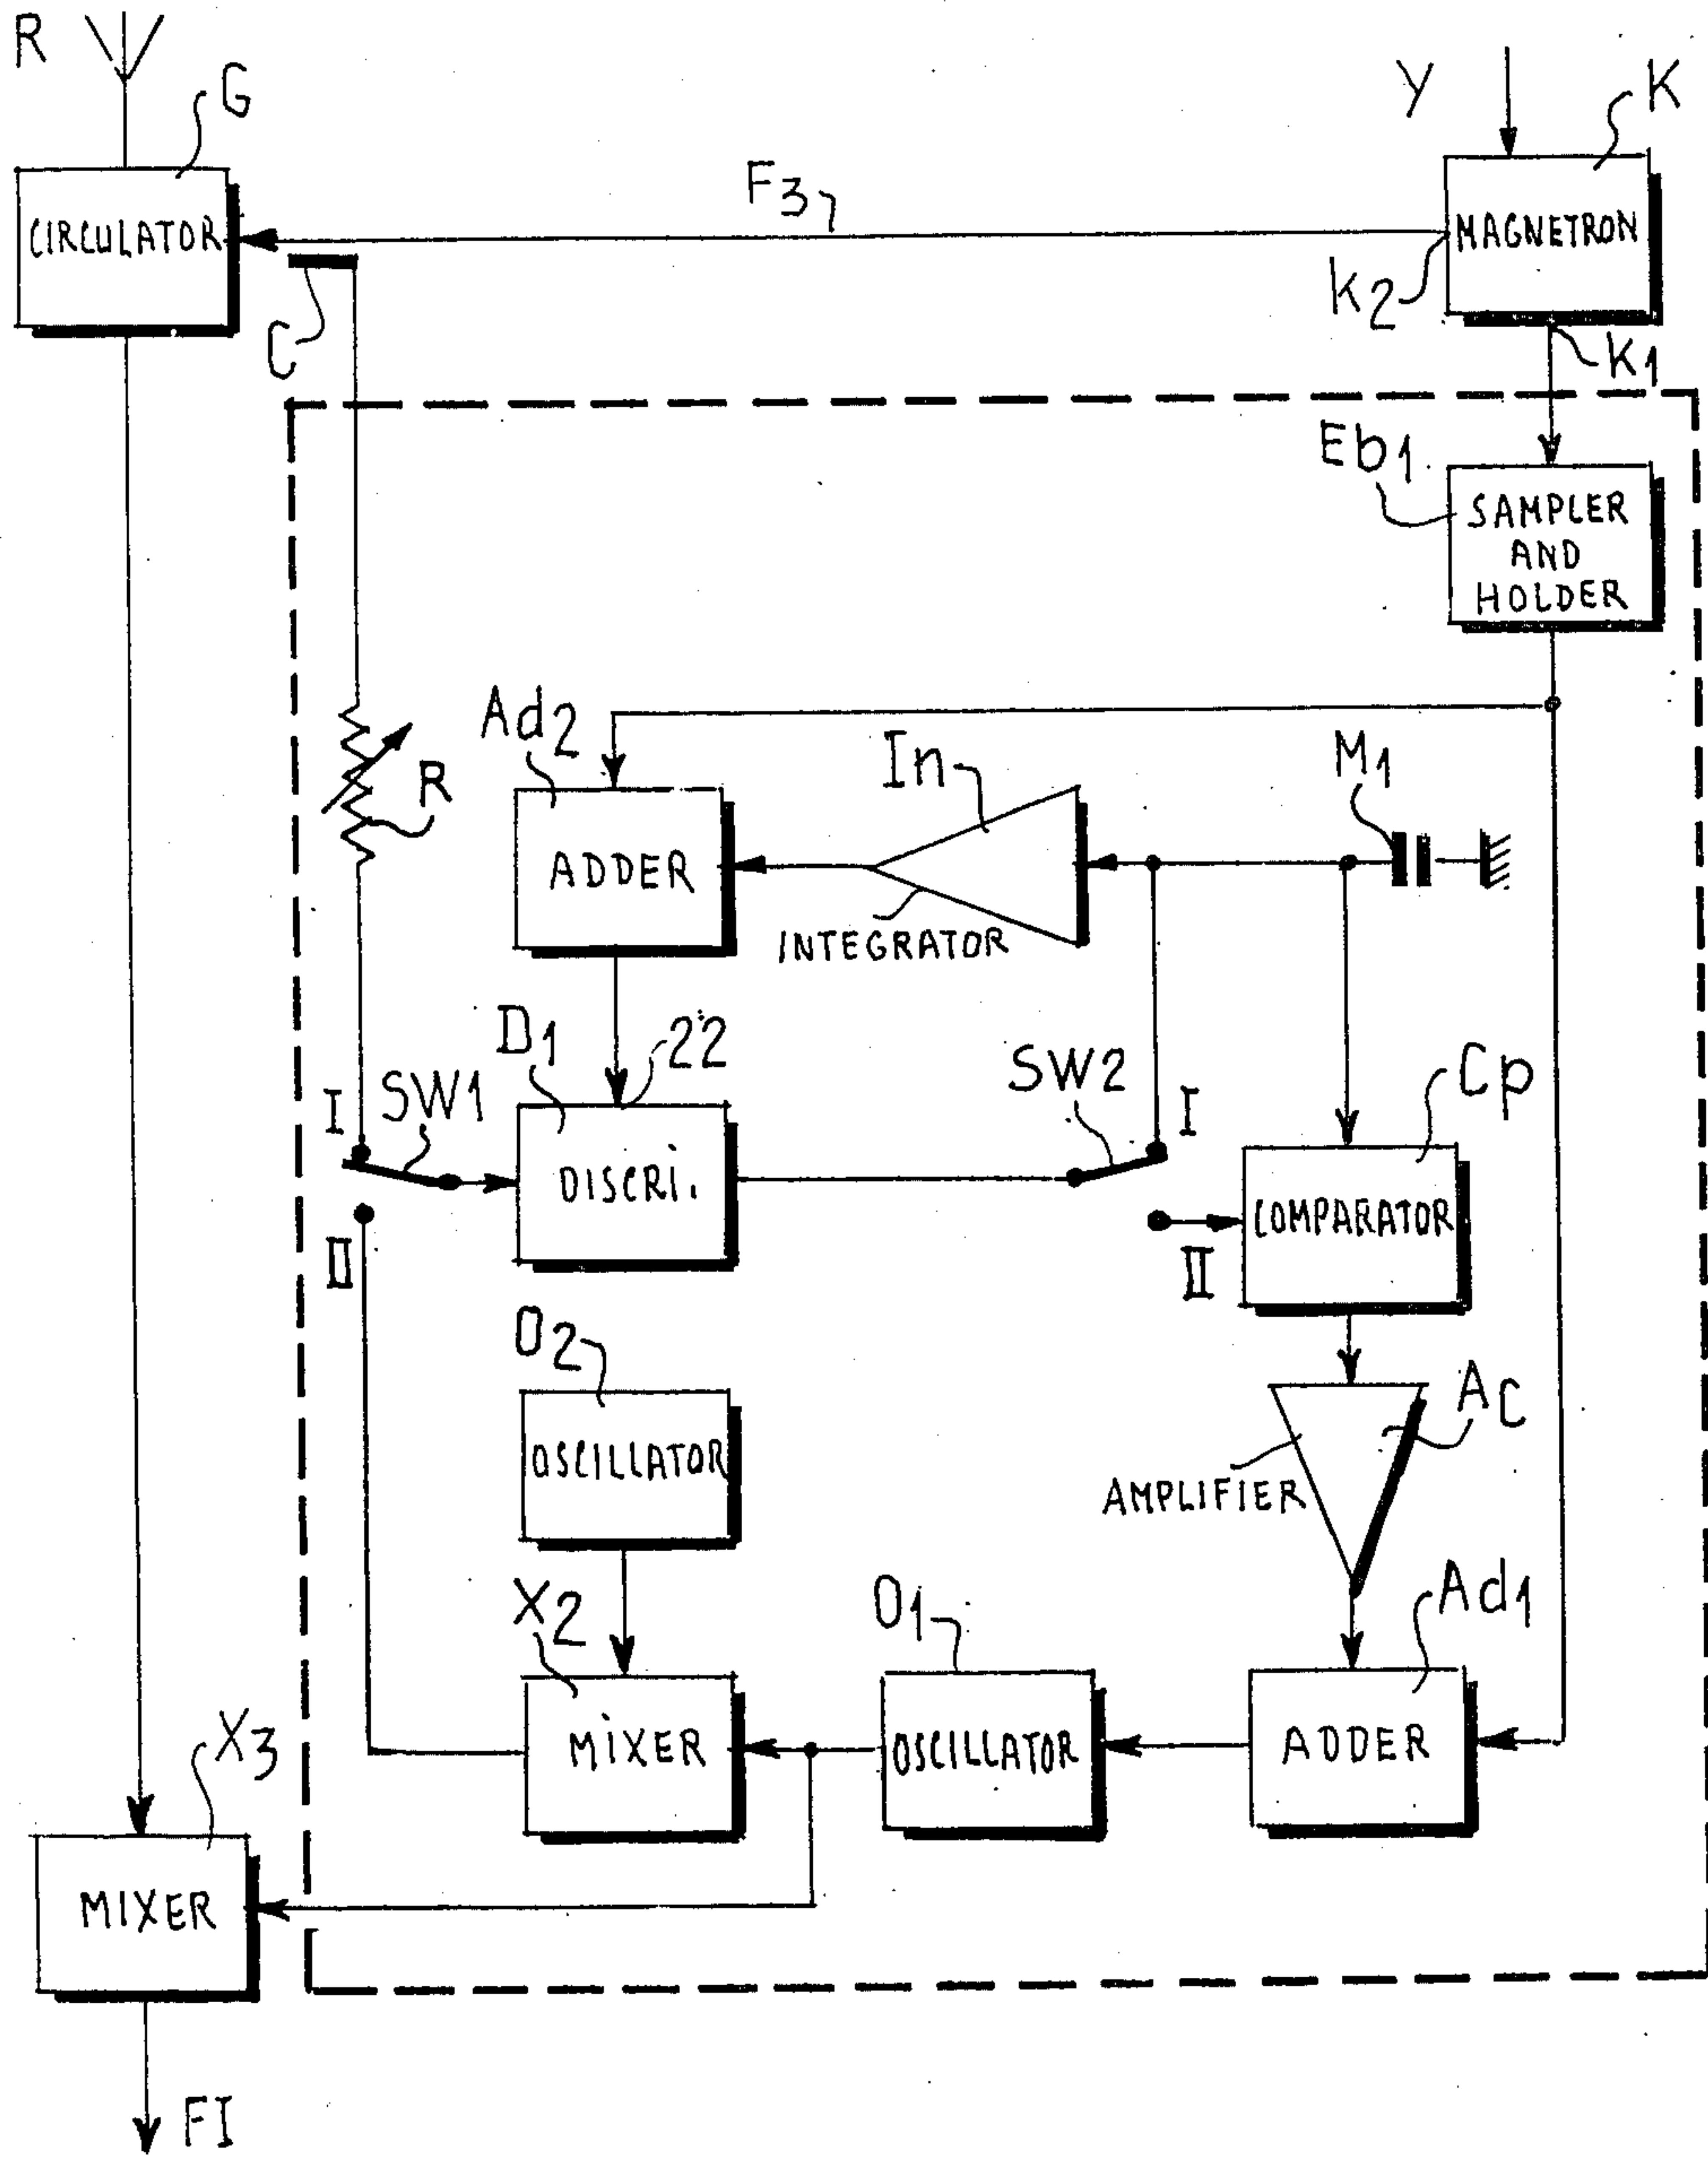 R
G
Y
K
CIRCULATOR
F3
MAGNETRON
K2
C
K1
Eb1
SAMPLER
AND
HOLDER
Ad2
In
M1
R
ADDER
INTEGRATOR
D1
22
SW2
Cp
I
SW1
I
DISCRI.
COMPARATOR
II
II
O2
AC
OSCILLATOR
AMPLIFIER
X2
O1
Ad1
X3
MIXER
OSCILLATOR
ADDER
MIXER
FI